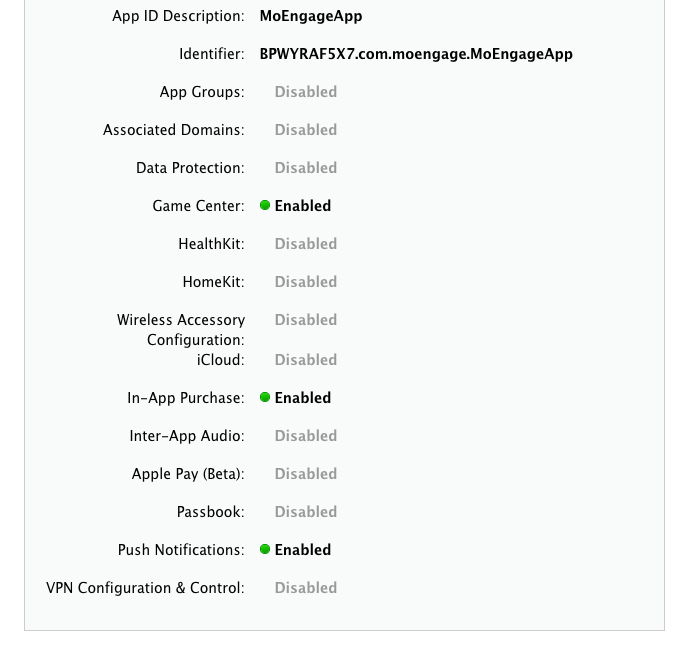 App ID Description: MoEngageApp
Identifier: BPWYRAF5X7.com.moengage.MoEngageApp
App Groups: Disabled
Associated Domains: Disabled
Data Protection: Disabled
Game Center: Enabled
HealthKit: Disabled
HomeKit: Disabled
Wireless Accessory Disabled
Configuration:
iCloud: Disabled
In-App Purchase: Enabled
Inter-App Audio: Disabled
Apple Pay (Beta): Disabled
Passbook: Disabled
Push Notifications: Enabled
VPN Configuration & Control: Disabled